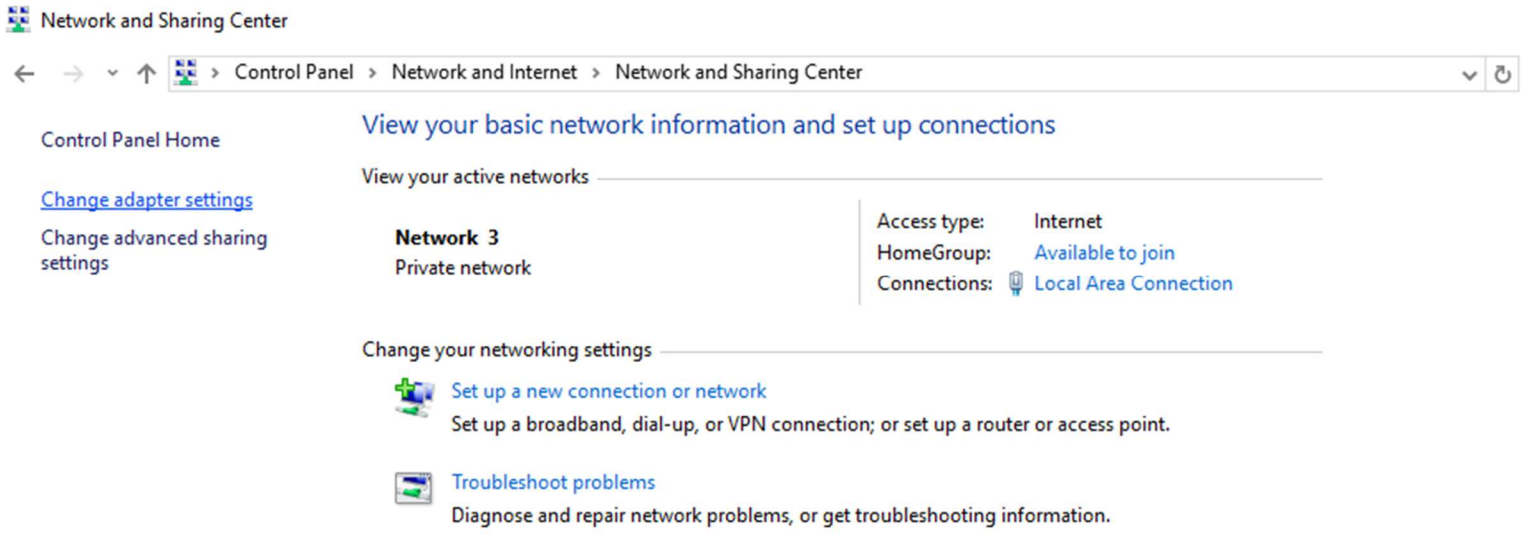 Network and Sharing Center
Control Panel > Network and Internet > Network and Sharing Center
Control Panel Home
Change adapter settings
Change advanced sharing
settings
View your basic network information and set up connections
View your active networks
Network 3
Private network
Access type: Internet
HomeGroup: Available to join
Connections: Local Area Connection
Change your networking settings
Set up a new connection or network
Set up a broadband, dial-up, or VPN connection; or set up a router or access point.
Troubleshoot problems
Diagnose and repair network problems, or get troubleshooting information.